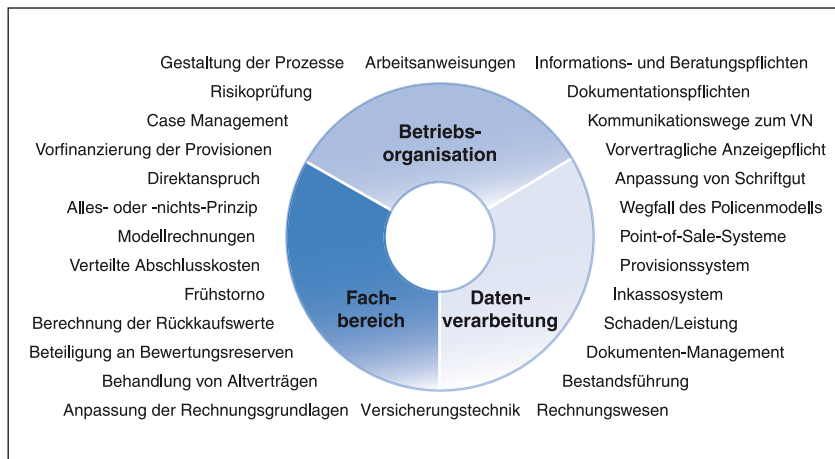 Gestaltung der Prozesse Arbeitsanweisungen Informations- und Beratungspflichten
Risikoprüfung Dokumentationspflichten
Case Management Kommunikationswege zum VN
Betriebs-
Vorfinanzierung der Provisionen organisation Vorvertragliche Anzeigepflicht
Direktanspruch Anpassung von Schriftgut
Alles- oder -nichts-Prinzip Wegfall des Policenmodells
Modellrechnungen Point-of-Sale-Systeme
Verteilte Abschlusskosten Provisionssystem
Frühstorno Fach- Daten- Inkassosystem
Berechnung der Rückkaufswerte bereich verarbeitung Schaden/Leistung
Beteiligung an Bewertungsreserven Dokumenten-Management
Behandlung von Altverträgen Bestandsführung
Anpassung der Rechnungsgrundlagen Versicherungstechnik Rechnungswesen